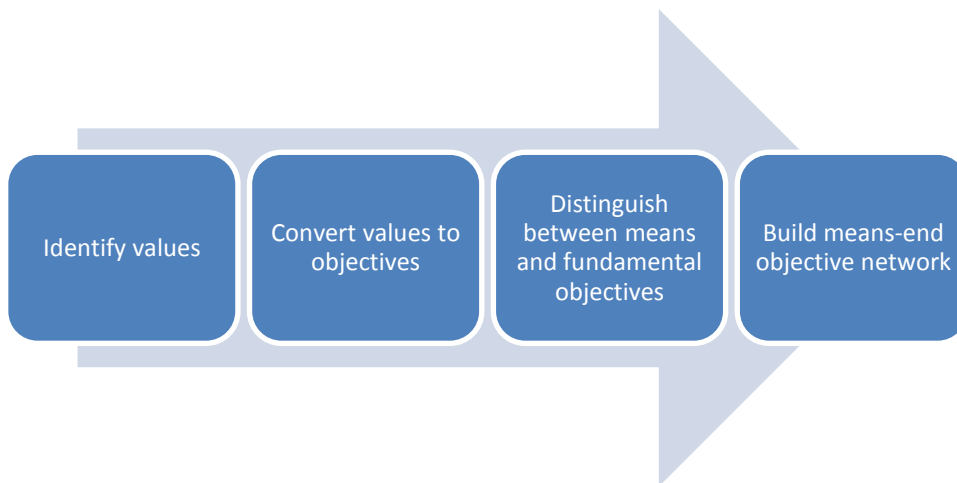 Identify values
Convert values to
objectives
Distinguish
between means
and fundamental
objectives
Build means-end
objective network